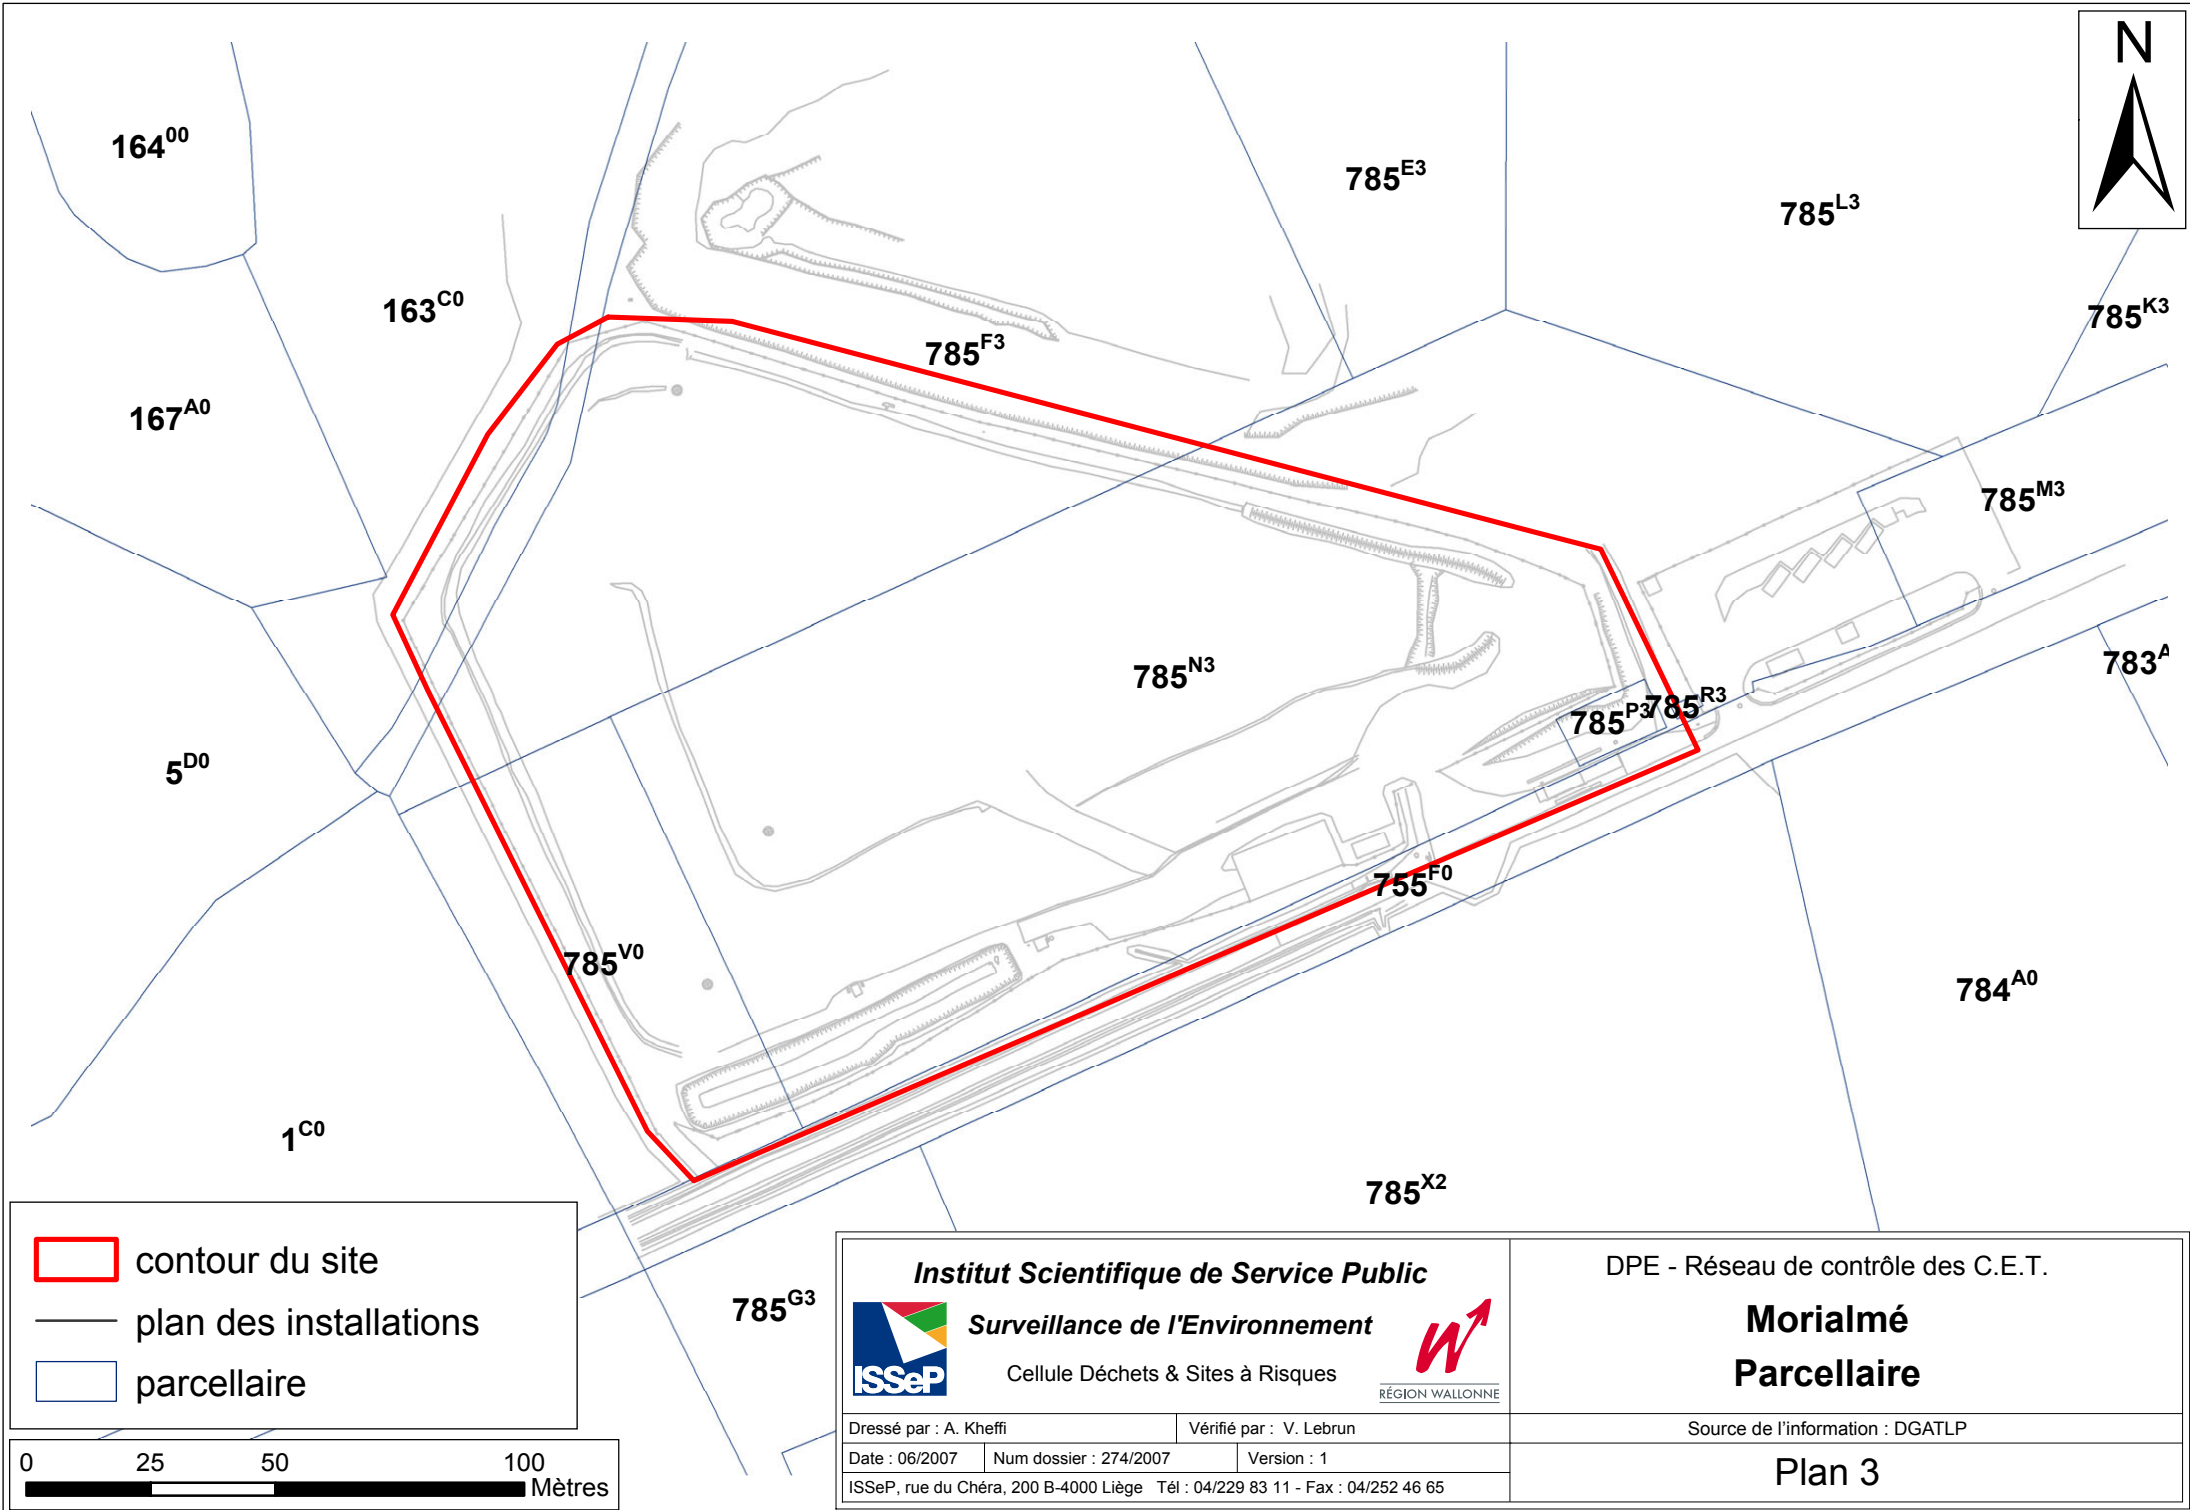 N
164⁰⁰
785ᴱ³
785ᴸ³
163ᶜ⁰
785ᴷ³
785ꟳ³
167ᴬ⁰
785ᴹ³
785ᴺ³
783ᴬ
785ᴿ³
785ᴾ³
5ᴰ⁰
755ꟳ⁰
785ⱽ⁰
784ᴬ⁰
1ᶜ⁰
785ˣ²
785ᴳ³
contour du site
plan des installations
parcellaire
0 25 50 100
Mètres
Institut Scientifique de Service Public
Surveillance de l'Environnement
Cellule Déchets & Sites à Risques
ISSeP
W
RÉGION WALLONNE
DPE - Réseau de contrôle des C.E.T.
Morialmé
Parcellaire
Dressé par : A. Kheffi Vérifié par : V. Lebrun
Source de l'information : DGATLP
Date : 06/2007 Num dossier : 274/2007 Version : 1
Plan 3
ISSeP, rue du Chéra, 200 B-4000 Liège Tél : 04/229 83 11 - Fax : 04/252 46 65